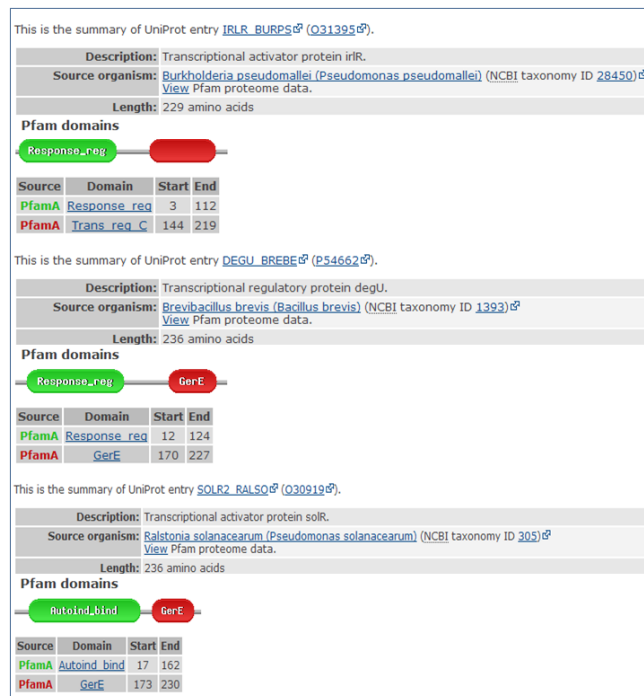 This is the summary of UniProt entry IRLR_BURPS (O31395).
Description: Transcriptional activator protein irlR.
Source organism: Burkholderia pseudomallei (Pseudomonas pseudomallei) (NCBI taxonomy ID 28450)
View Pfam proteome data.
Length: 229 amino acids
Pfam domains
Response_reg
Source Domain Start End
PfamA Response_reg 3 112
PfamA Trans_reg_C 144 219
This is the summary of UniProt entry DEGU_BREBE (P54662).
Description: Transcriptional regulatory protein degU.
Source organism: Brevibacillus brevis (Bacillus brevis) (NCBI taxonomy ID 1393)
View Pfam proteome data.
Length: 236 amino acids
Pfam domains
Response_reg GerE
Source Domain Start End
PfamA Response_reg 12 124
PfamA GerE 170 227
This is the summary of UniProt entry SOLR2_RALSO (O30919).
Description: Transcriptional activator protein solR.
Source organism: Ralstonia solanacearum (Pseudomonas solanacearum) (NCBI taxonomy ID 305)
View Pfam proteome data.
Length: 236 amino acids
Pfam domains
Autoind_bind GerE
Source Domain Start End
PfamA Autoind_bind 17 162
PfamA GerE 173 230